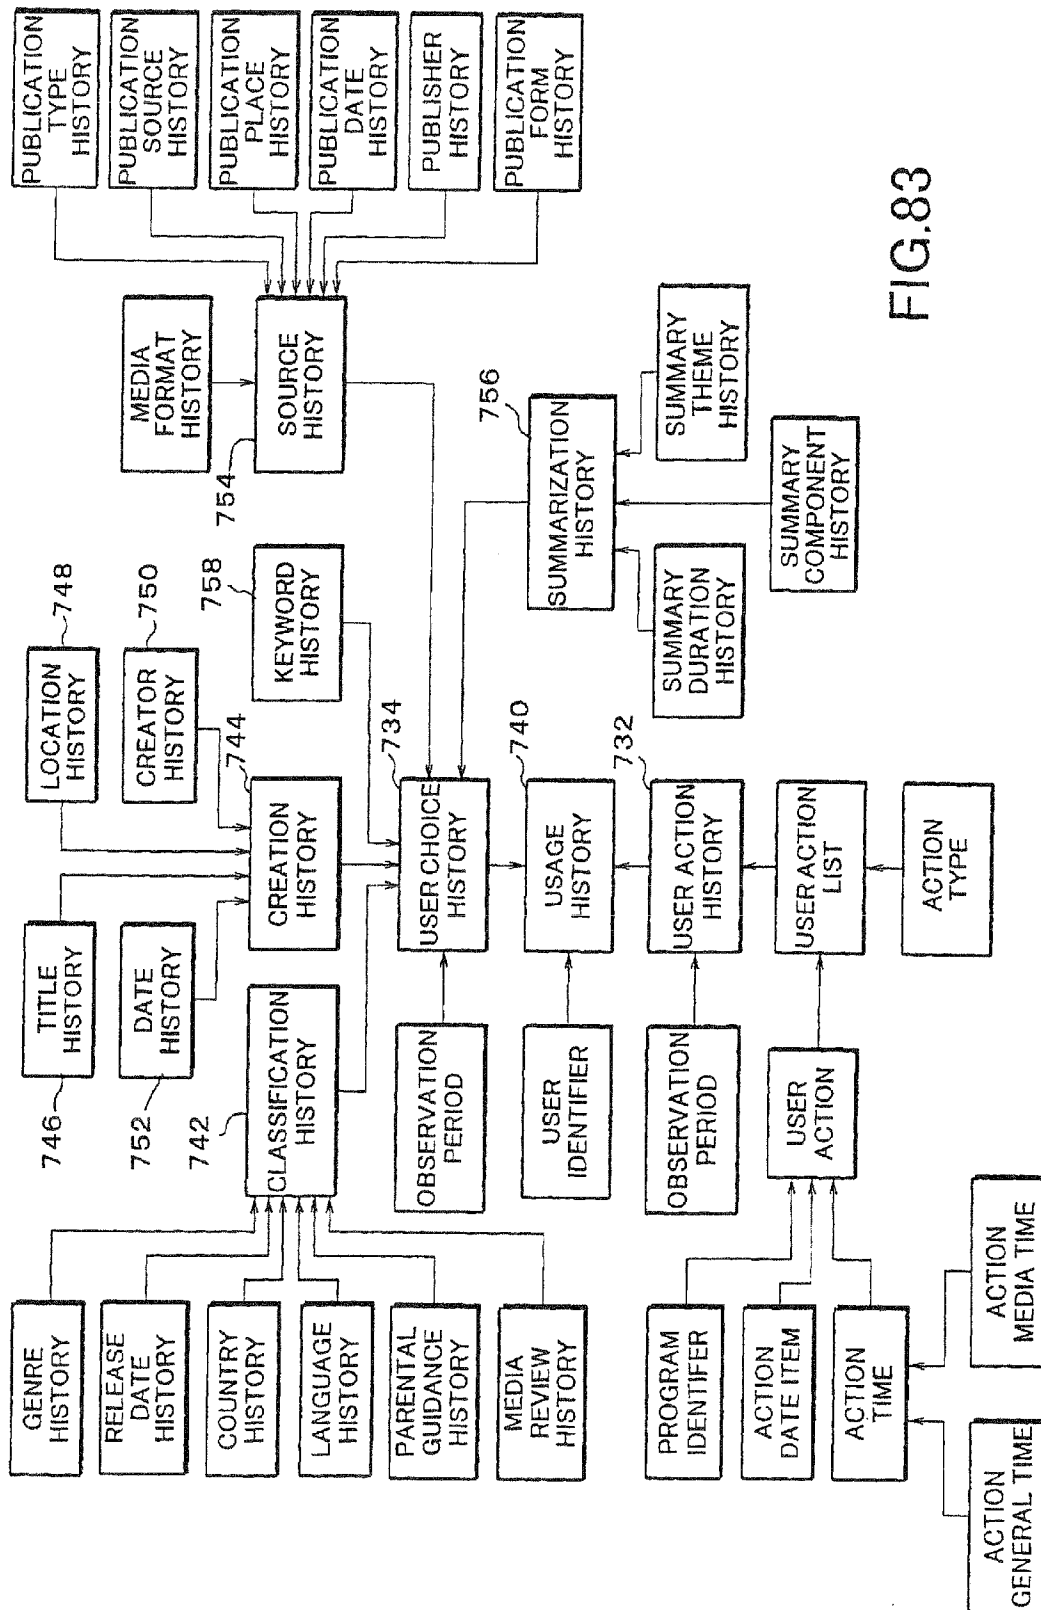 GENRE
HISTORY
RELEASE
DATE
HISTORY
COUNTRY
HISTORY
LANGUAGE
HISTORY
PARENTAL
GUIDANCE
HISTORY
MEDIA
REVIEW
HISTORY
746
TITLE
HISTORY
752
DATE
HISTORY
742
CLASSIFICATION
HISTORY
LOCATION
HISTORY
748
CREATOR
HISTORY
750
744
CREATION
HISTORY
758
KEYWORD
HISTORY
MEDIA
FORMAT
HISTORY
754
SOURCE
HISTORY
PUBLICATION
TYPE
HISTORY
PUBLICATION
SOURCE
HISTORY
PUBLICATION
PLACE
HISTORY
PUBLICATION
DATE
HISTORY
PUBLISHER
HISTORY
PUBLICATION
FORM
HISTORY
OBSERVATION
PERIOD
734
USER CHOICE
HISTORY
USER
IDENTIFIER
740
USAGE
HISTORY
OBSERVATION
PERIOD
732
USER ACTION
HISTORY
756
SUMMARIZATION
HISTORY
SUMMARY
DURATION
HISTORY
SUMMARY
THEME
HISTORY
SUMMARY
COMPONENT
HISTORY
PROGRAM
IDENTIFER
ACTION
DATE ITEM
ACTION
TIME
USER
ACTION
USER ACTION
LIST
ACTION
TYPE
ACTION
GENERAL TIME
ACTION
MEDIA TIME
FIG.83